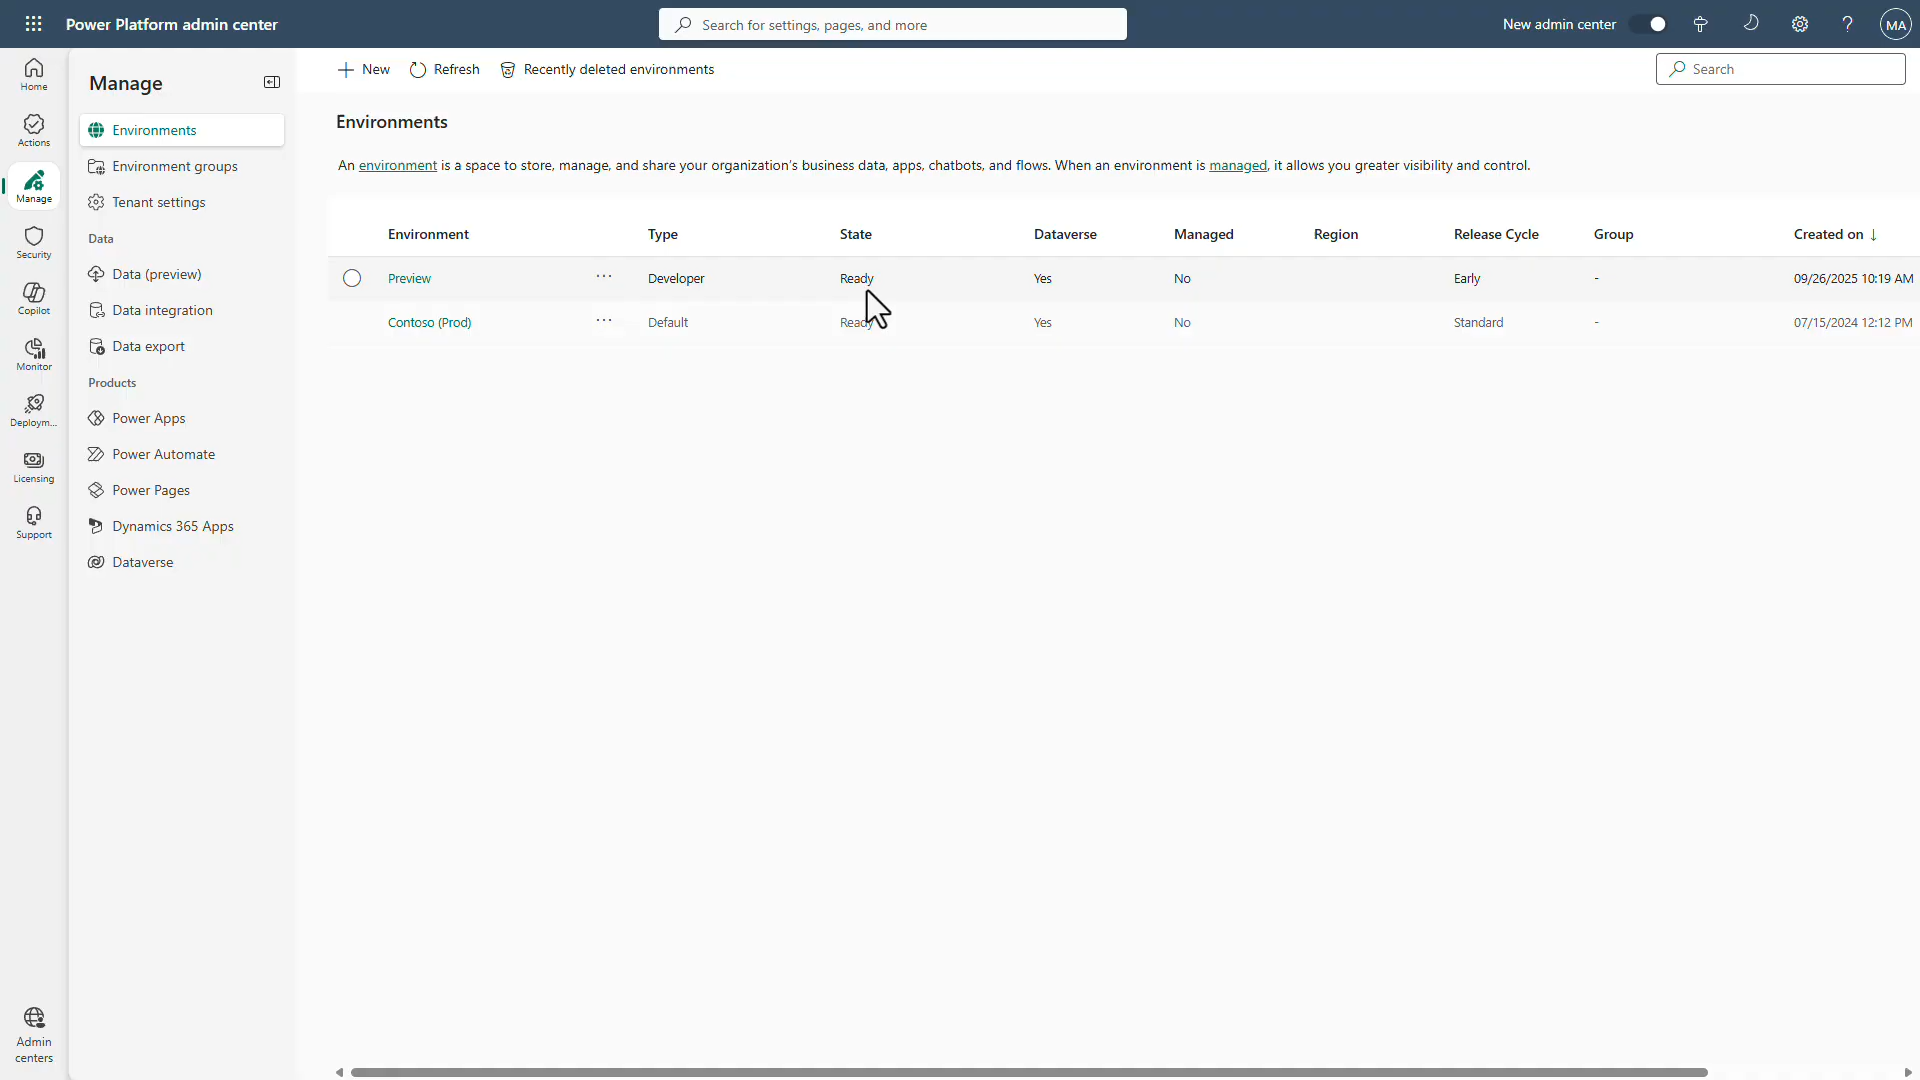 Power Platform admin center
Search for settings, pages, and more
New admin center
MA
Home
Actions
Manage
Security
Copilot
Monitor
Deploym...
Licensing
Support
Admin
centers
Manage
Environments
Environment groups
Tenant settings
Data
Data (preview)
Data integration
Data export
Products
Power Apps
Power Automate
Power Pages
Dynamics 365 Apps
Dataverse
New Refresh Recently deleted environments
Search
Environments
An environment is a space to store, manage, and share your organization's business data, apps, chatbots, and flows. When an environment is managed, it allows you greater visibility and control.
Environment Type State Dataverse Managed Region Release Cycle Group Created on ↓
Preview ... Developer Ready Yes No Early - 09/26/2025 10:19 AM
Contoso (Prod) ... Default Ready Yes No Standard - 07/15/2024 12:12 PM